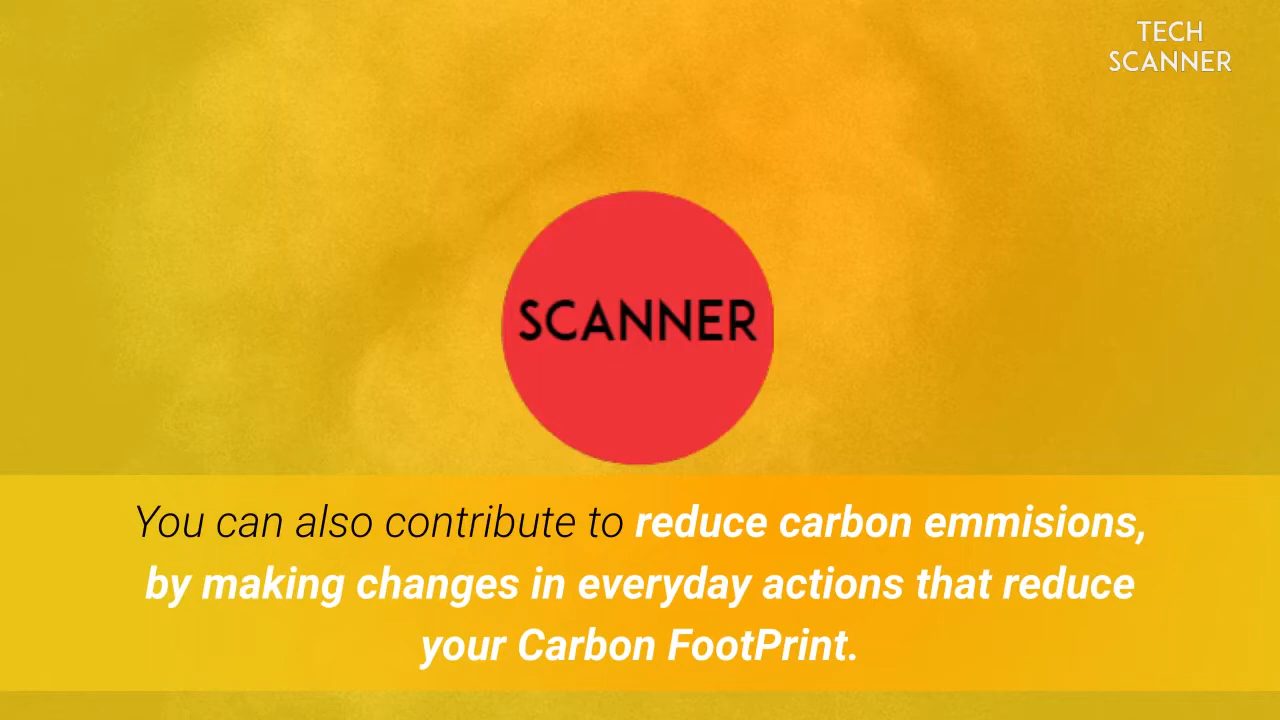 TECH
SCANNER
SCANNER
You can also contribute to reduce carbon emmisions,
by making changes in everyday actions that reduce
your Carbon FootPrint.